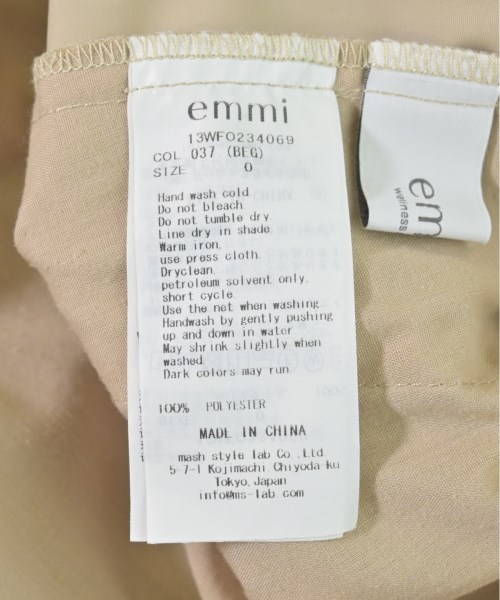 emmi
13WFO234069
COL 037 (BEG)
SIZE 0
Hand wash cold
Do not bleach
Do not tumble dry
Line dry in shade
Warm iron,
use press cloth.
Dryclean,
petroleum solvent only.
short cycle.
Use the net when washing
Handwash by gently pushing
up and down in water.
May shrink slightly when
washed.
Dark colors may run
100% POLYESTER
MADE IN CHINA
mash style lab Co.,Ltd.
5-7-1 Kojimachi Chiyoda-ku
Tokyo,Japan
info@ms-lab.com
em
wellness